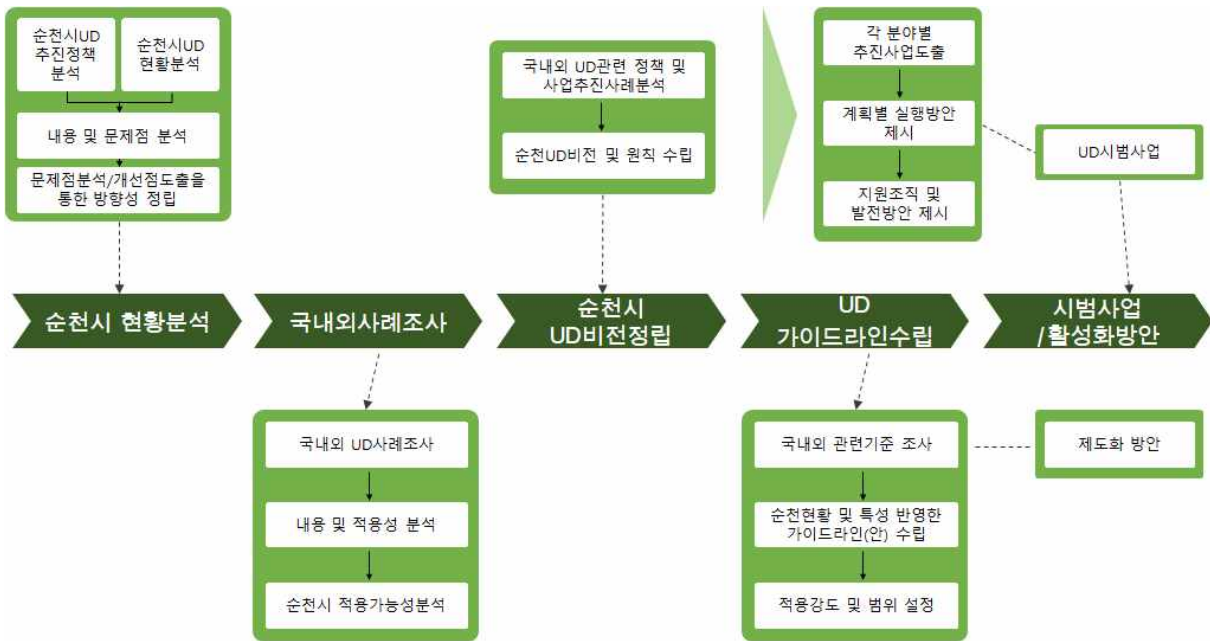 순천시UD
추진정책
분석
순천시UD
현황분석
내용 및 문제점 분석
문제점분석/개선점도출을
통한 방향성 정립
국내외 UD관련 정책 및
사업추진사례분석
순천UD비전 및 원칙 수립
각 분야별
추진사업도출
계획별 실행방안
제시
지원조직 및
발전방안 제시
UD시범사업
순천시 현황분석
국내외사례조사
순천시
UD비전정립
UD
가이드라인수립
시범사업
/활성화방안
국내외 UD사례조사
내용 및 적용성 분석
순천시 적용가능성분석
국내외 관련기준 조사
순천현황 및 특성 반영한
가이드라인(안) 수립
적용강도 및 범위 설정
제도화 방안